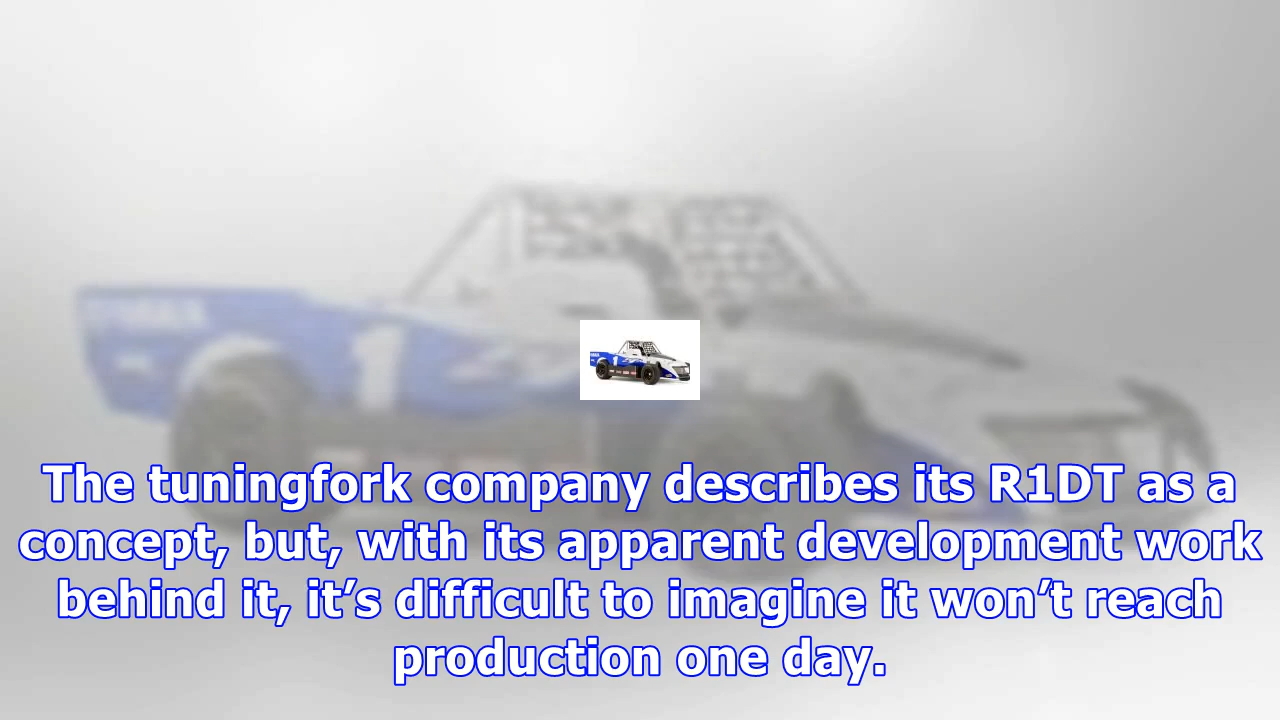 1
The tuningfork company describes its R1DT as a
concept, but, with its apparent development work
behind it, it’s difficult to imagine it won’t reach
production one day.